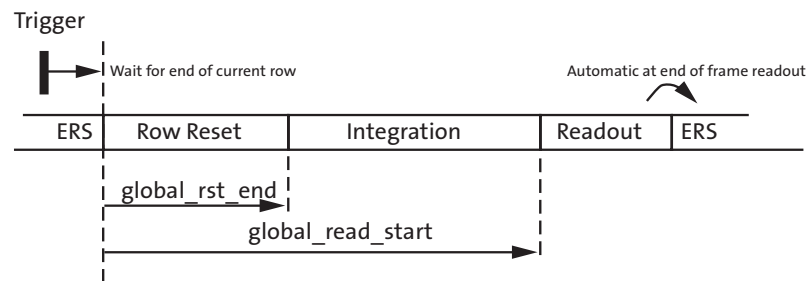 Trigger
Wait for end of current row
Automatic at end of frame readout
ERS Row Reset Integration Readout ERS
global_rst_end
global_read_start